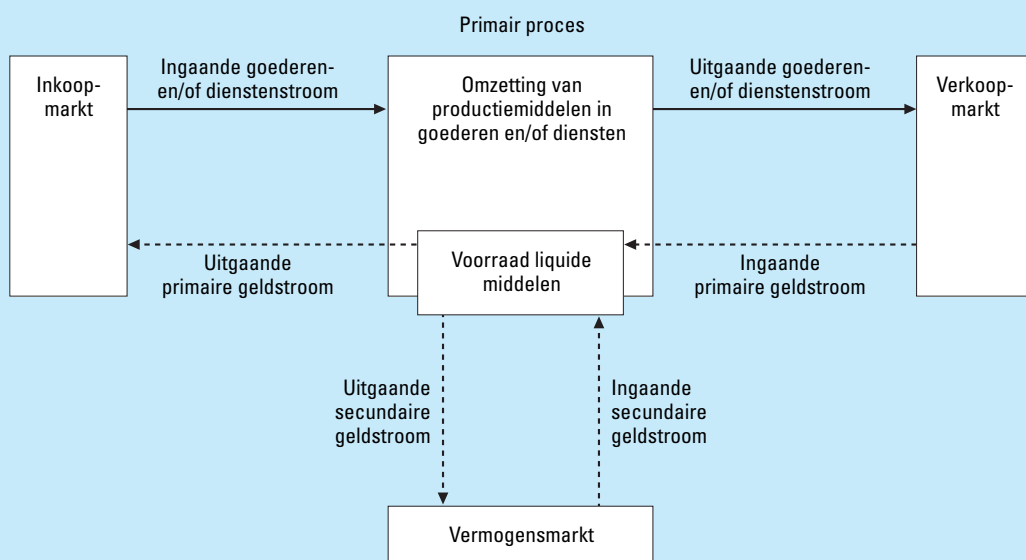 Primair proces
Inkoop-
markt
Ingaande goederen-
en/of dienstenstroom
Omzetting van
productiemiddelen in
goederen en/of diensten
Uitgaande goederen-
en/of dienstenstroom
Verkoop-
markt
Uitgaande
primaire geldstroom
Voorraad liquide
middelen
Ingaande
primaire geldstroom
Uitgaande
secundaire
geldstroom
Ingaande
secundaire
geldstroom
Vermogensmarkt